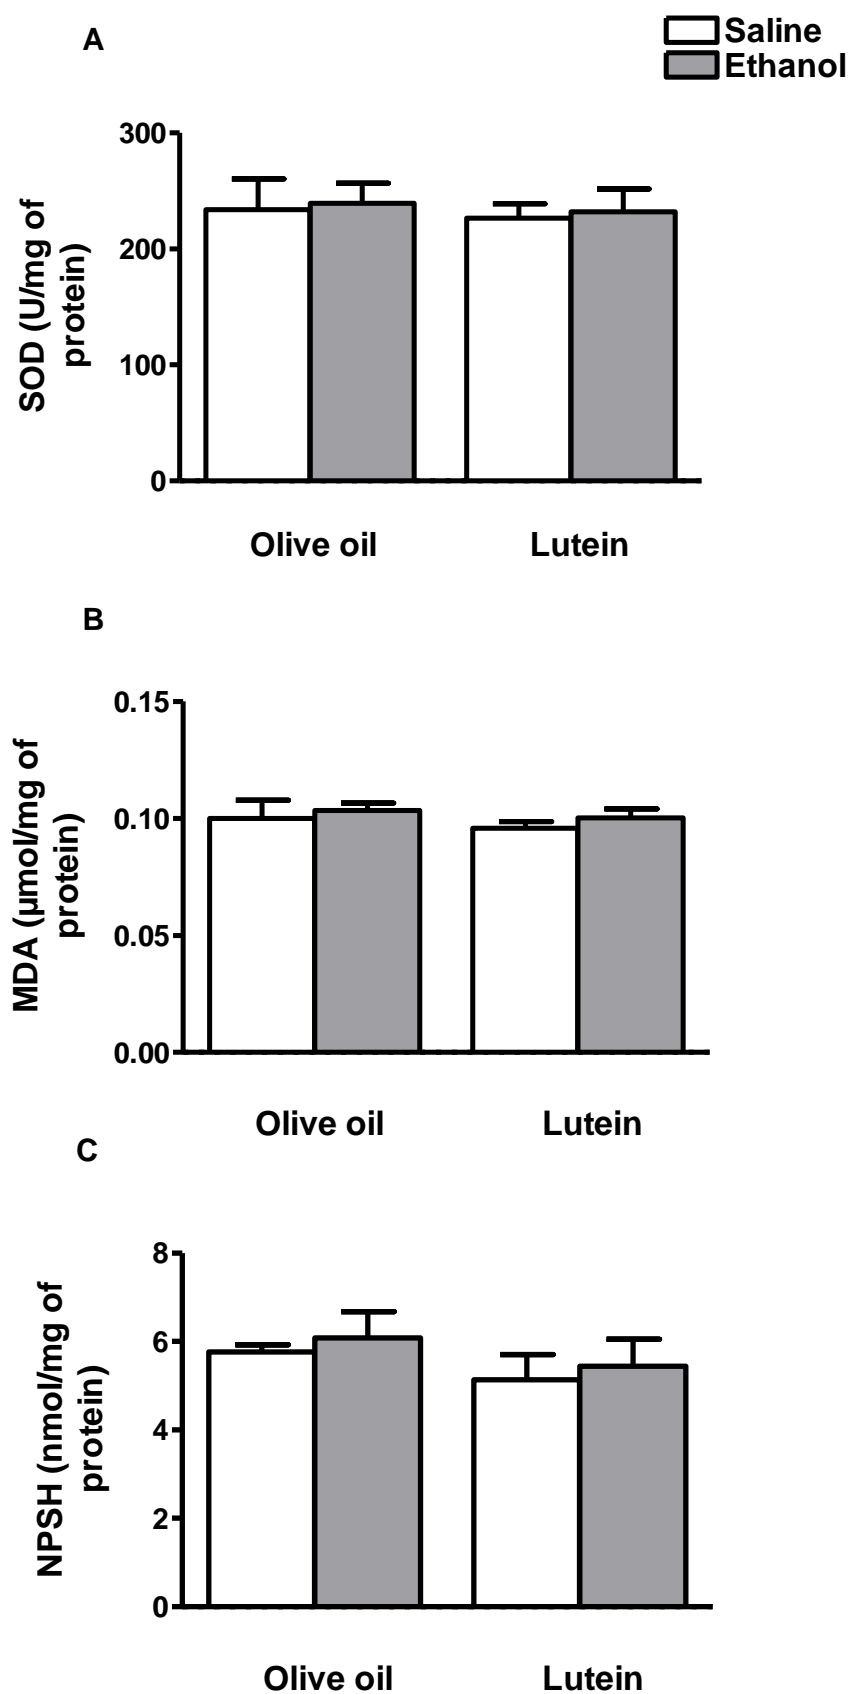 A
Saline
Ethanol
300
200
100
0
SOD (U/mg of
protein)
Olive oil Lutein
B
0.15
0.10
0.05
0.00
MDA (μmol/mg of
protein)
Olive oil Lutein
C
8
6
4
2
0
NPSH (nmol/mg of
protein)
Olive oil Lutein